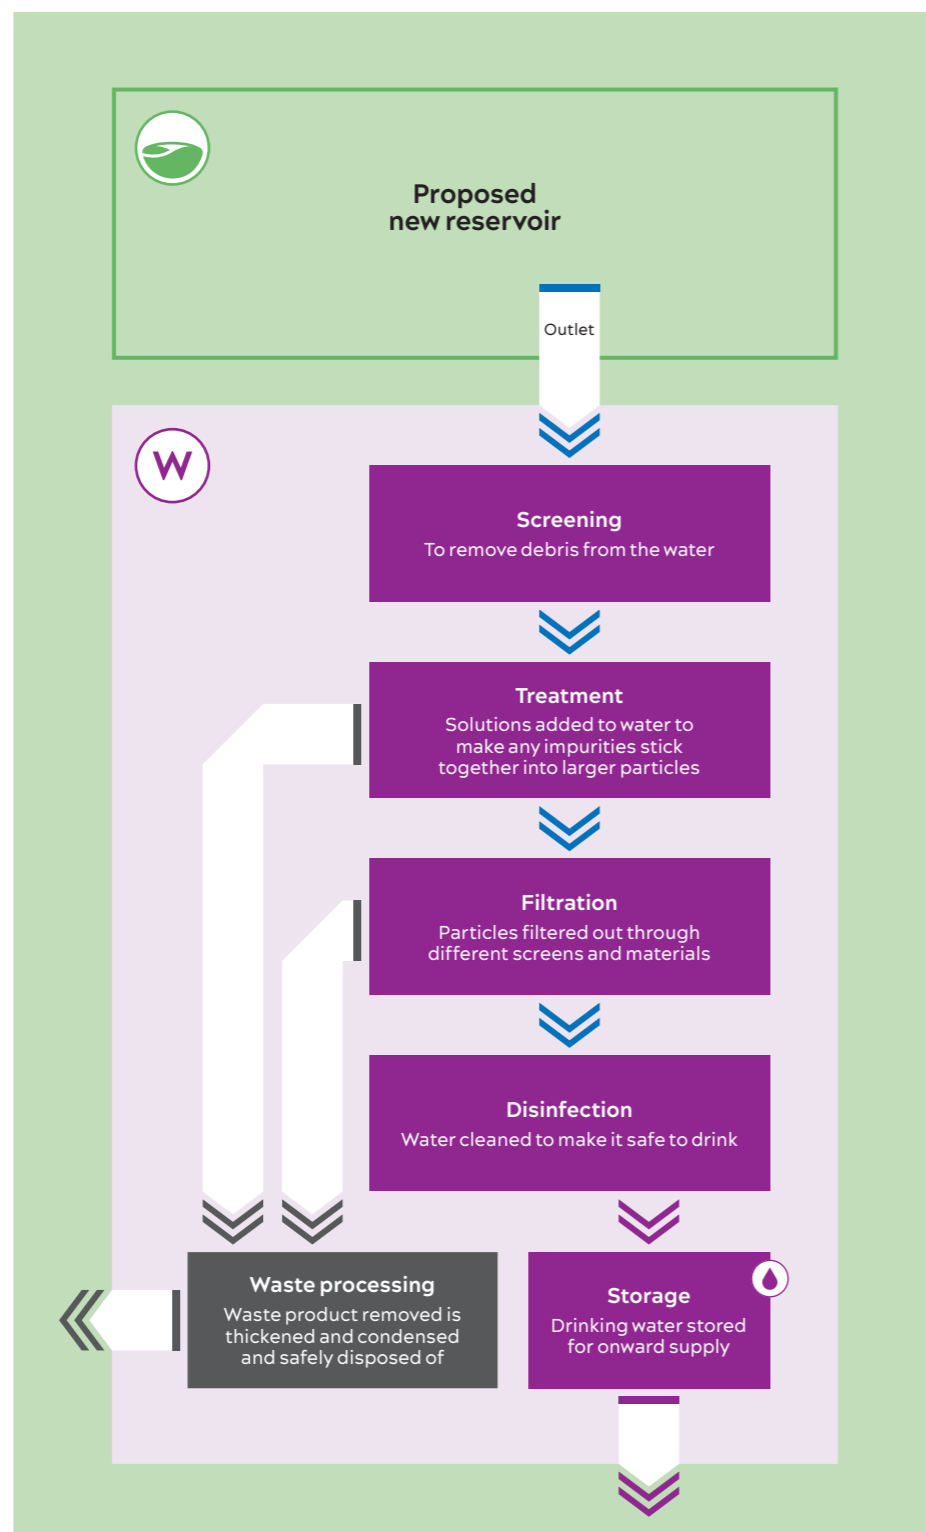 Proposed
new reservoir
Outlet
W
Screening
To remove debris from the water
Treatment
Solutions added to water to
make any impurities stick
together into larger particles
Filtration
Particles filtered out through
different screens and materials
Disinfection
Water cleaned to make it safe to drink
Waste processing
Waste product removed is
thickened and condensed
and safely disposed of
Storage
Drinking water stored
for onward supply